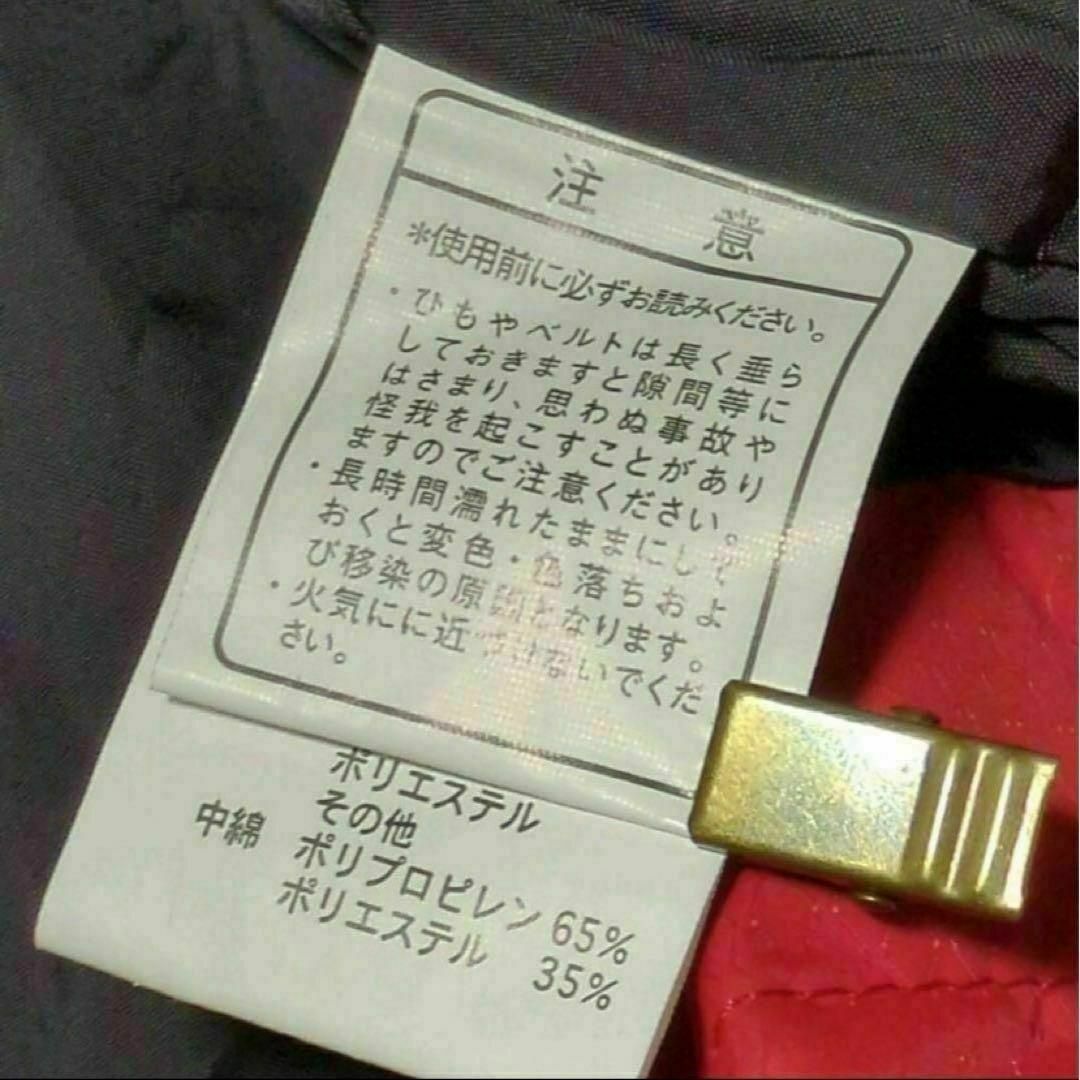 注意
*使用前に必ずお読みください。
・ひもやベルトは長く垂ら
しておきますと隙間等に
はさまり、思わぬ事故や
怪我を起こすことがあり
ますのでご注意ください。
・長時間濡れたままにして
おくと変色・色落ちおよ
び移染の原因となります。
・火気にに近づけないでくだ
さい。
ポリエステル
その他
中綿 ポリプロピレン 65%
ポリエステル 35%